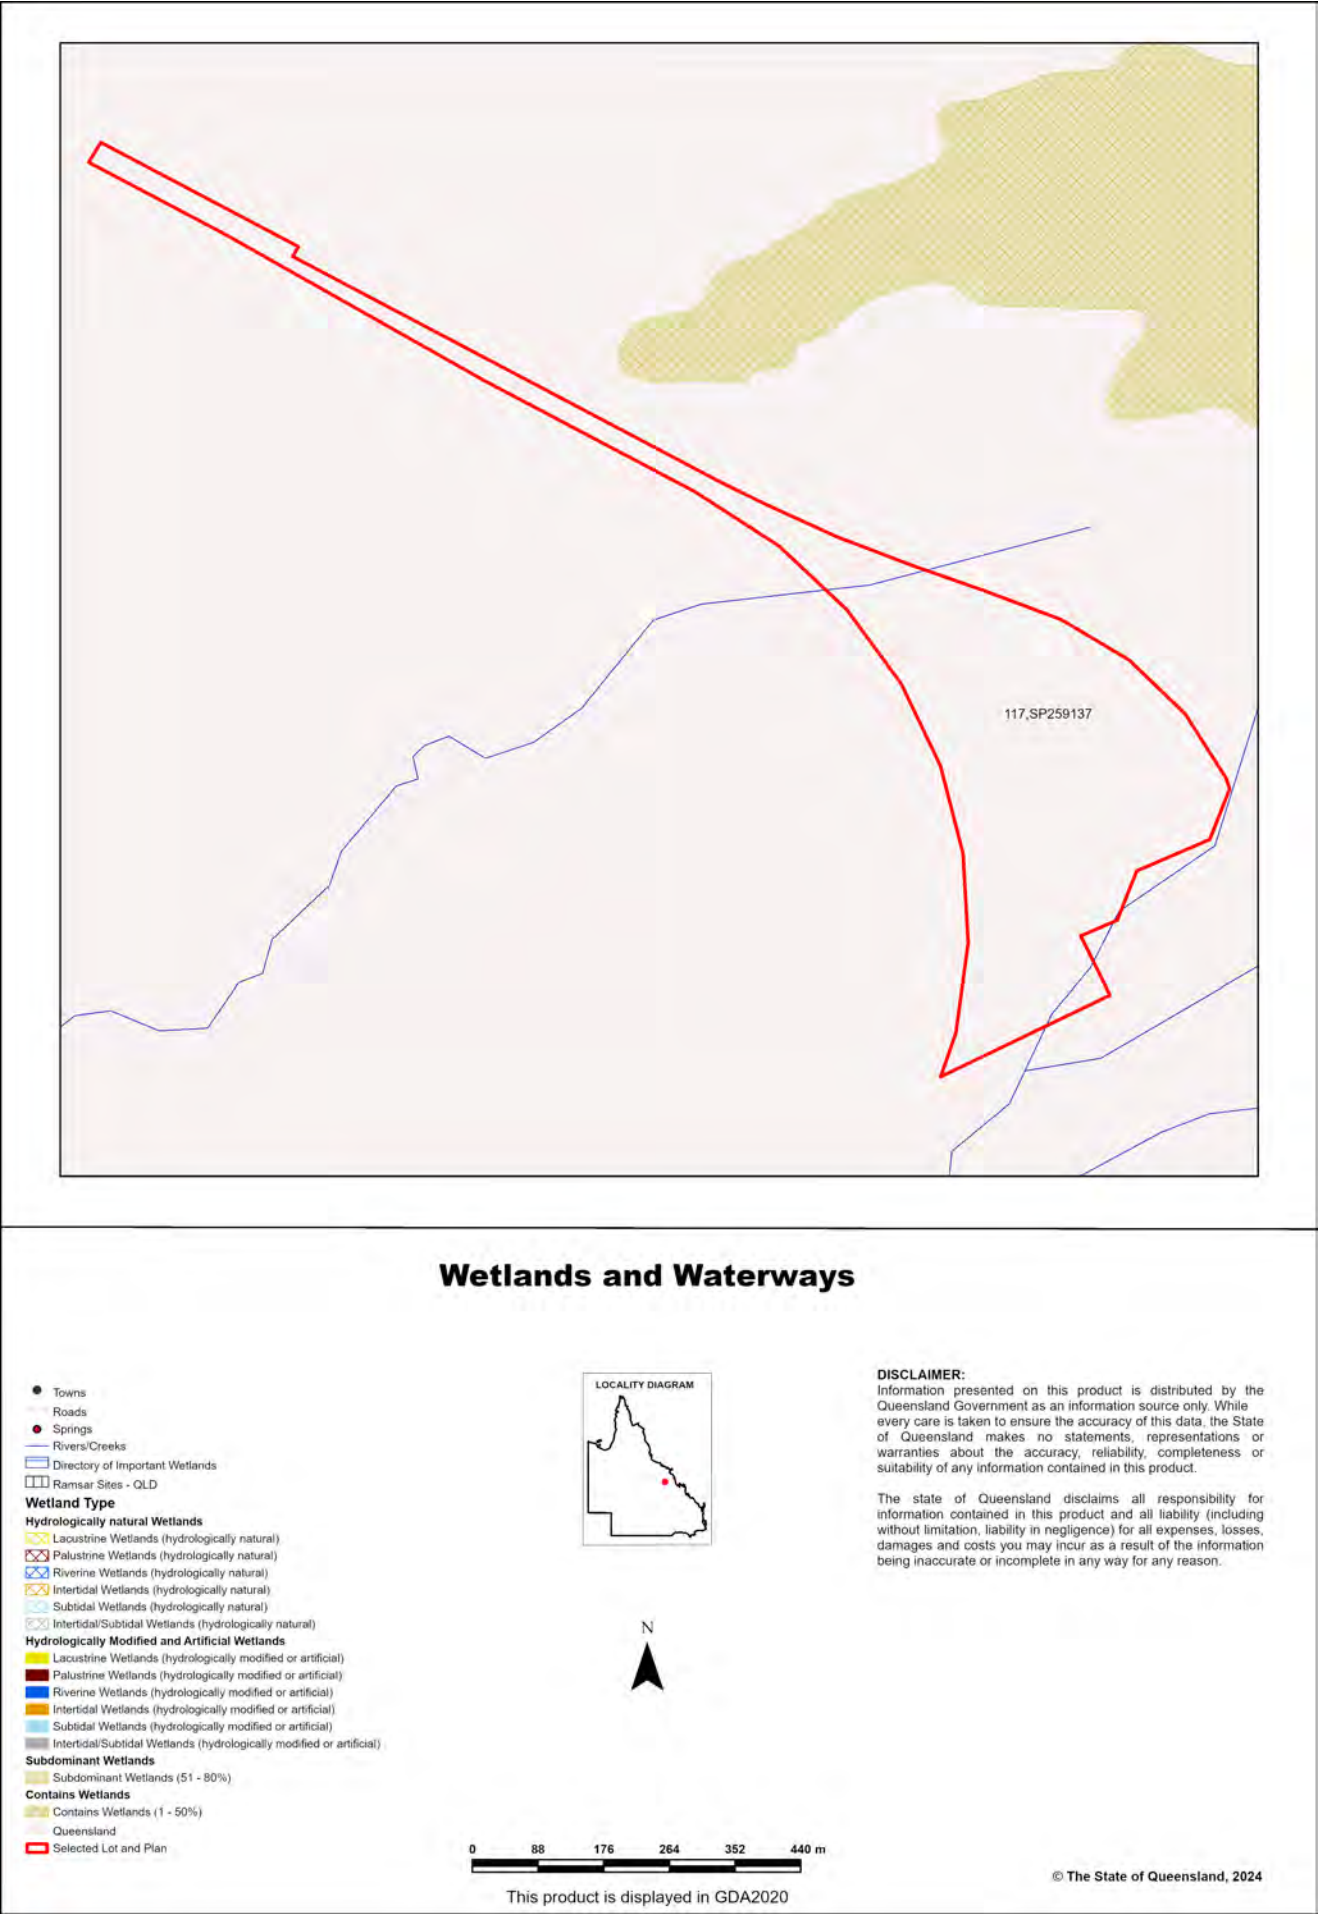 117,SP259137
Wetlands and Waterways
Towns
Roads
Springs
Rivers/Creeks
Directory of Important Wetlands
Ramsar Sites - QLD
Wetland Type
Hydrologically natural Wetlands
Lacustrine Wetlands (hydrologically natural)
Palustrine Wetlands (hydrologically natural)
Riverine Wetlands (hydrologically natural)
Intertidal Wetlands (hydrologically natural)
Subtidal Wetlands (hydrologically natural)
Intertidal/Subtidal Wetlands (hydrologically natural)
Hydrologically Modified and Artificial Wetlands
Lacustrine Wetlands (hydrologically modified or artificial)
Palustrine Wetlands (hydrologically modified or artificial)
Riverine Wetlands (hydrologically modified or artificial)
Intertidal Wetlands (hydrologically modified or artificial)
Subtidal Wetlands (hydrologically modified or artificial)
Intertidal/Subtidal Wetlands (hydrologically modified or artificial)
Subdominant Wetlands
Subdominant Wetlands (51 - 80%)
Contains Wetlands
Contains Wetlands (1 - 50%)
Queensland
Selected Lot and Plan
LOCALITY DIAGRAM
N
0 88 176 264 352 440 m
This product is displayed in GDA2020
DISCLAIMER:
Information presented on this product is distributed by the
Queensland Government as an information source only. While
every care is taken to ensure the accuracy of this data, the State
of Queensland makes no statements, representations or
warranties about the accuracy, reliability, completeness or
suitability of any information contained in this product.
The state of Queensland disclaims all responsibility for
information contained in this product and all liability (including
without limitation, liability in negligence) for all expenses, losses,
damages and costs you may incur as a result of the information
being inaccurate or incomplete in any way for any reason.
© The State of Queensland, 2024